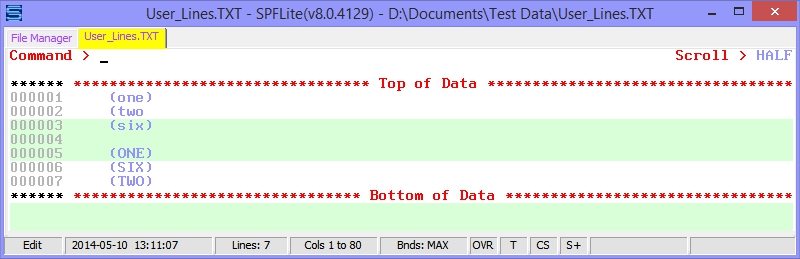 User_Lines.TXT - SPFLite(v8.0.4129) - D:\Documents\Test Data\User_Lines.TXT
File Manager User_Lines.TXT
Command > _ Scroll > HALF
****** ********************************* Top of Data *********************************
000001 (one)
000002 (two
000003 (six)
000004
000005 (ONE)
000006 (SIX)
000007 (TWO)
****** ******************************** Bottom of Data *******************************
Edit 2014-05-10 13:11:07 Lines: 7 Cols 1 to 80 Bnds: MAX OVR T CS S+